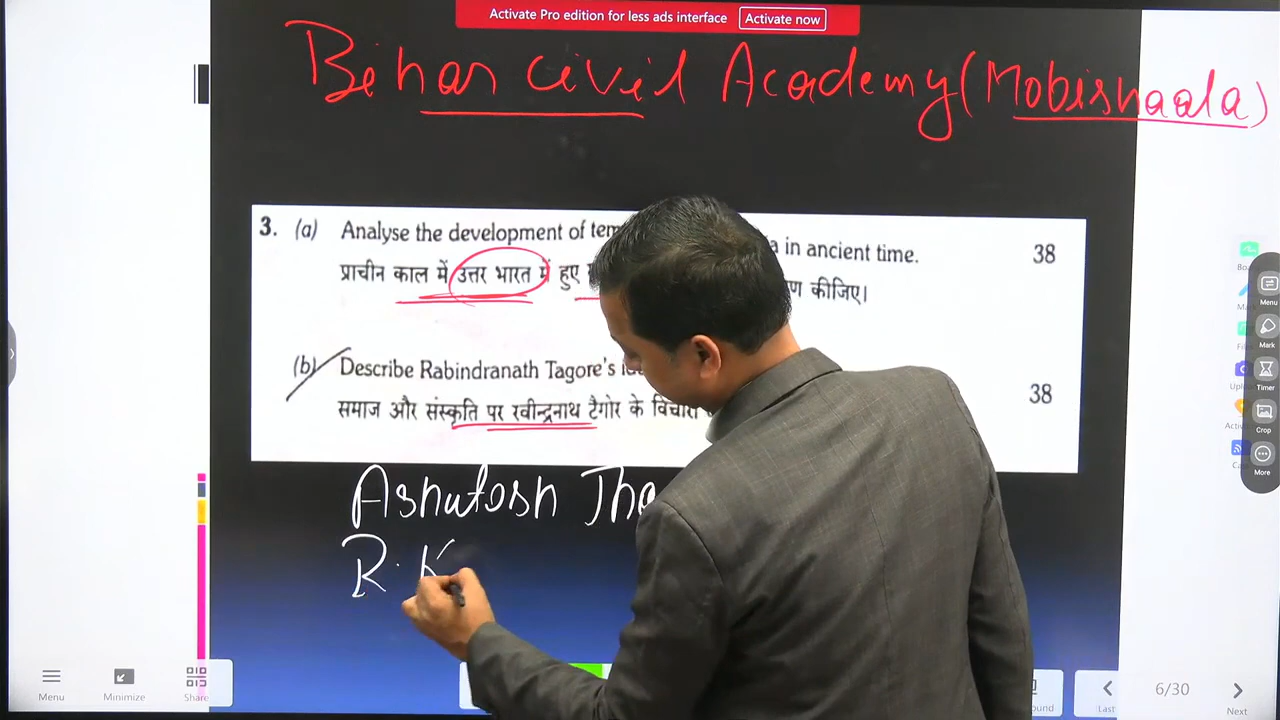 Activate Pro edition for less ads interface Activate now
Bihar Civil Academy (Mobishaala)
3. (a) Analyse the development of in ancient time. 38
प्राचीन काल में उत्तर भारत में हुए कीजिए।
(b) Describe Rabindranath Tagore's
समाज और संस्कृति पर रवीन्द्रनाथ टैगोर के 38
Ashutosh Jha
R. K
Menu
Mark
Timer
Crop
More
Menu Minimize Share Last 6/30 Next